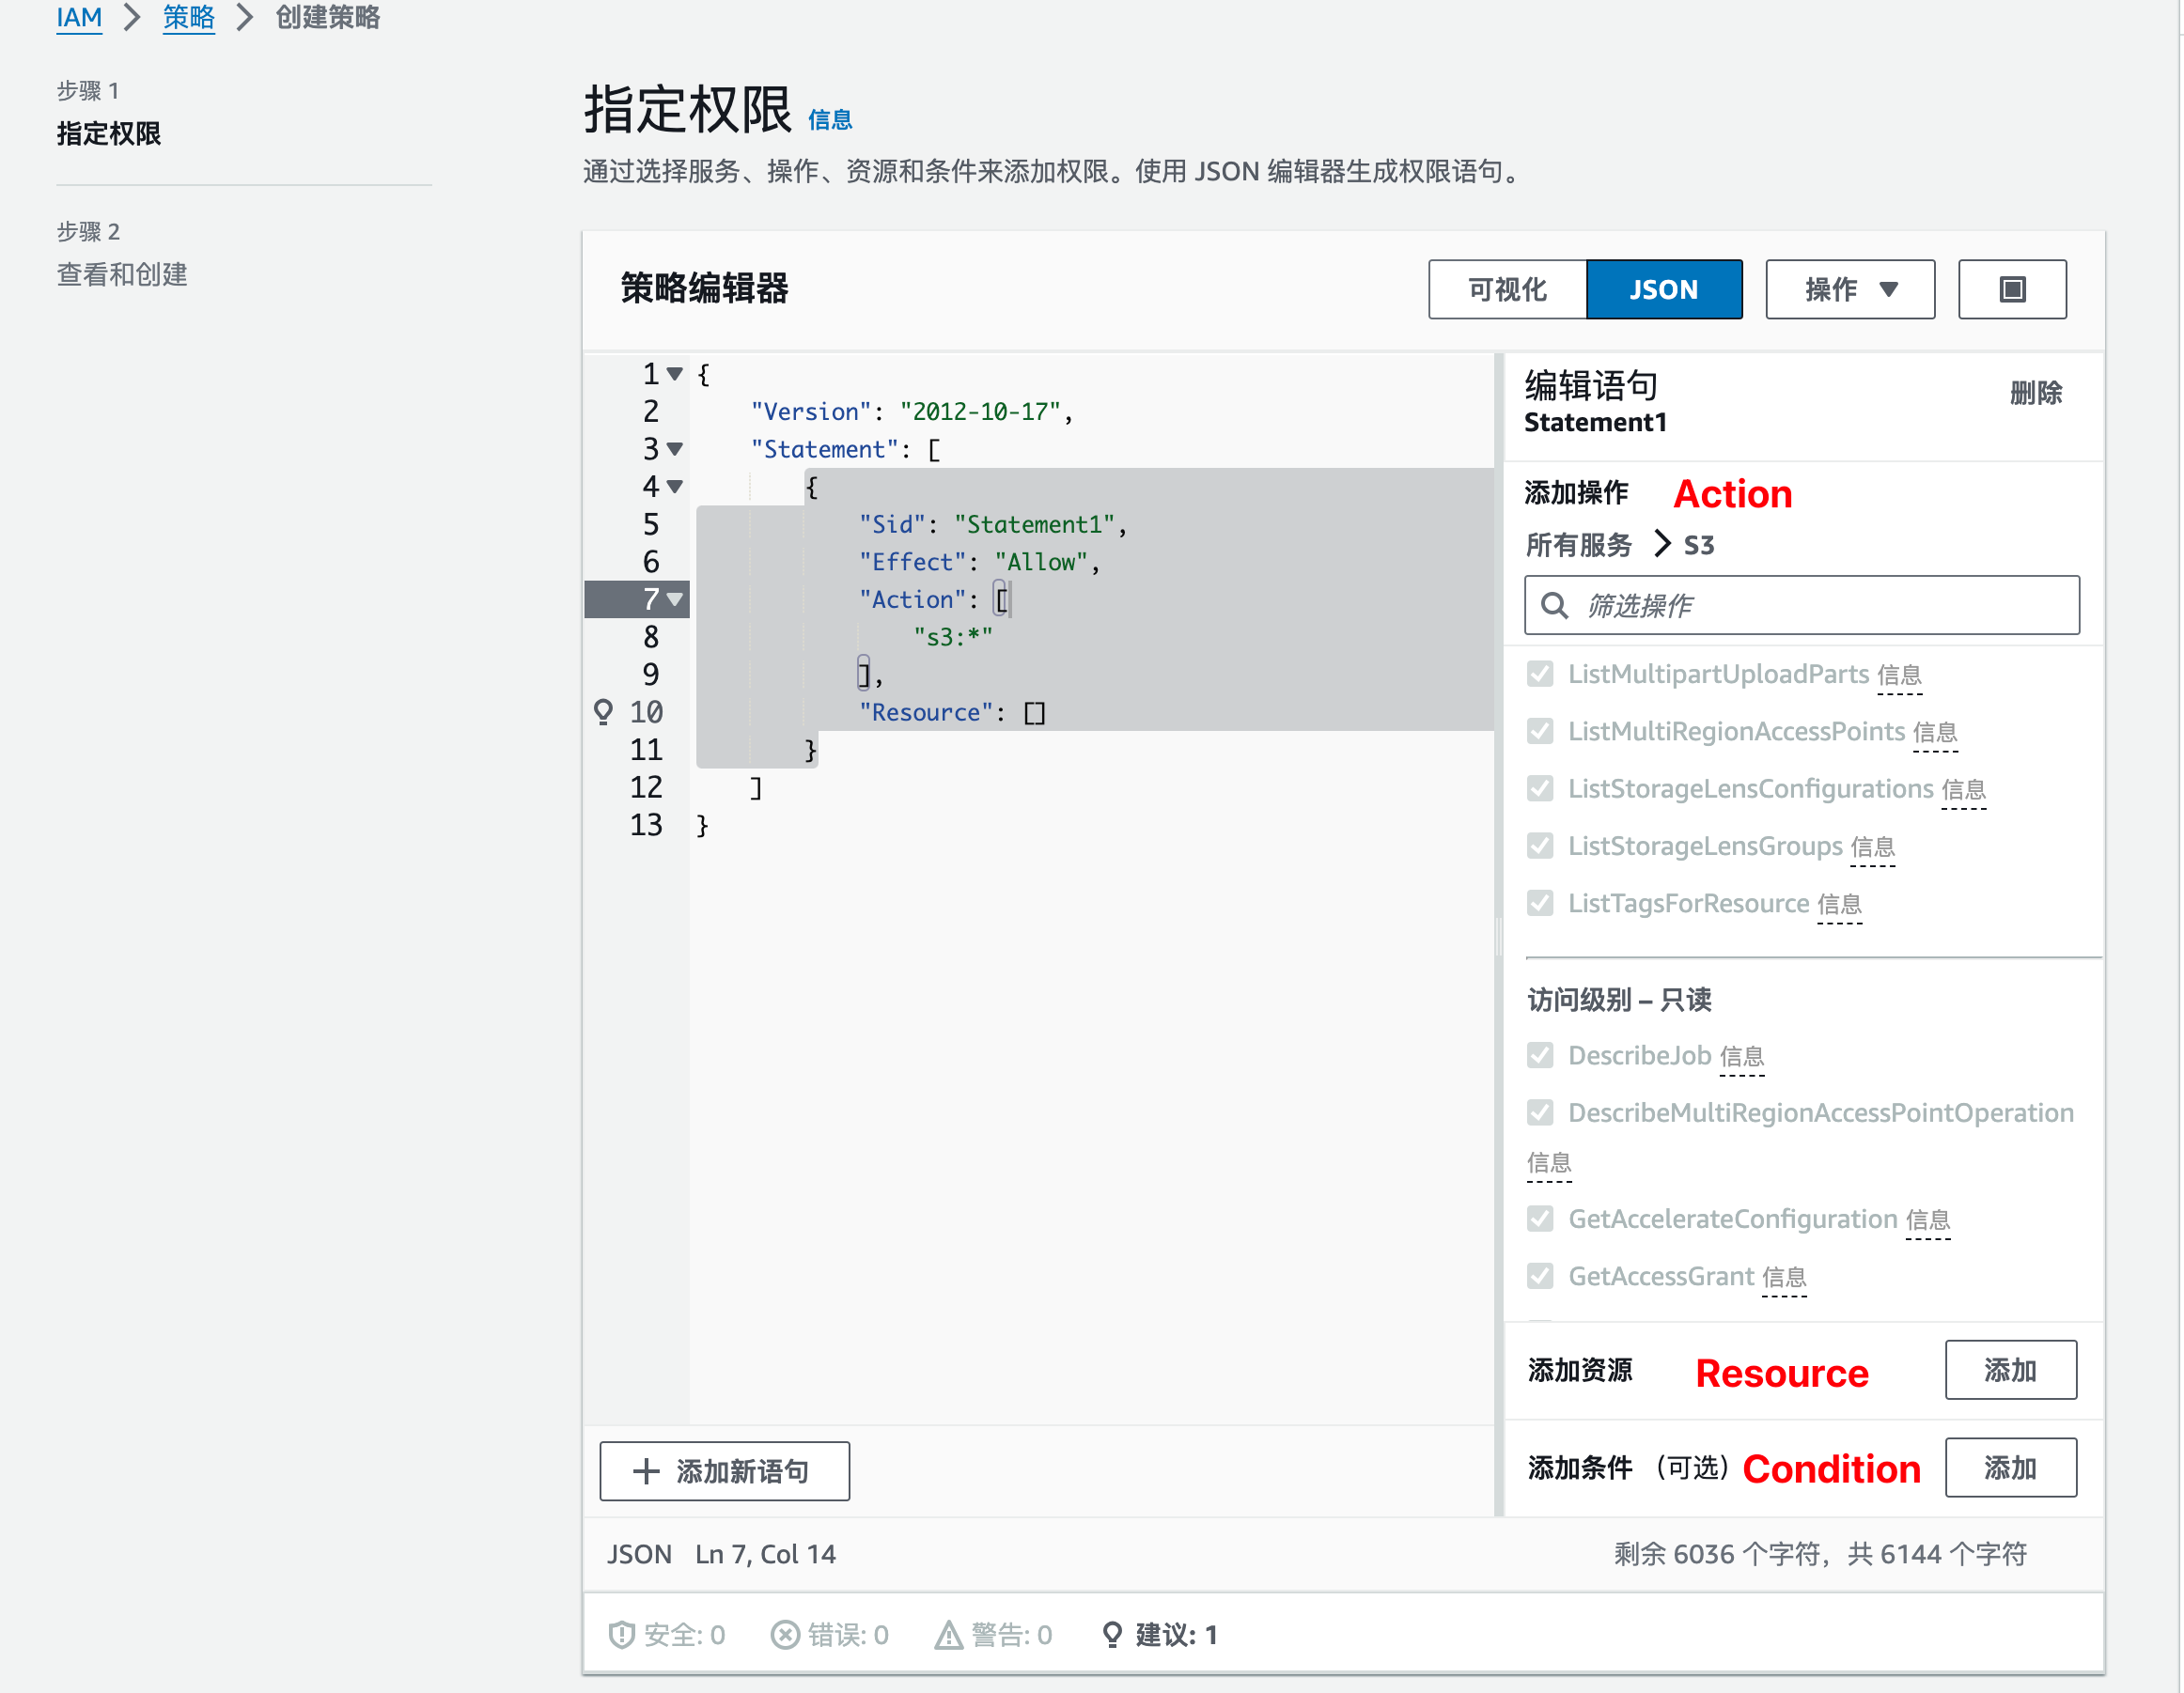 IAM > 策略 > 创建策略
步骤 1
指定权限
步骤 2
查看和创建
指定权限 信息
通过选择服务、操作、资源和条件来添加权限。使用 JSON 编辑器生成权限语句。
策略编辑器
可视化 JSON 操作
1 {
2 "Version": "2012-10-17",
3 "Statement": [
4 {
5 "Sid": "Statement1",
6 "Effect": "Allow",
7 "Action": [
8 "s3:*"
9 ],
10 "Resource": []
11 }
12 ]
13 }
添加新语句
编辑语句 删除
Statement1
添加操作 Action
所有服务 > S3
筛选操作
ListMultipartUploadParts 信息
ListMultiRegionAccessPoints 信息
ListStorageLensConfigurations 信息
ListStorageLensGroups 信息
ListTagsForResource 信息
访问级别 – 只读
DescribeJob 信息
DescribeMultiRegionAccessPointOperation
信息
GetAccelerateConfiguration 信息
GetAccessGrant 信息
添加资源 Resource 添加
添加条件 （可选） Condition 添加
JSON Ln 7, Col 14 剩余 6036 个字符，共 6144 个字符
安全: 0 错误: 0 警告: 0 建议: 1